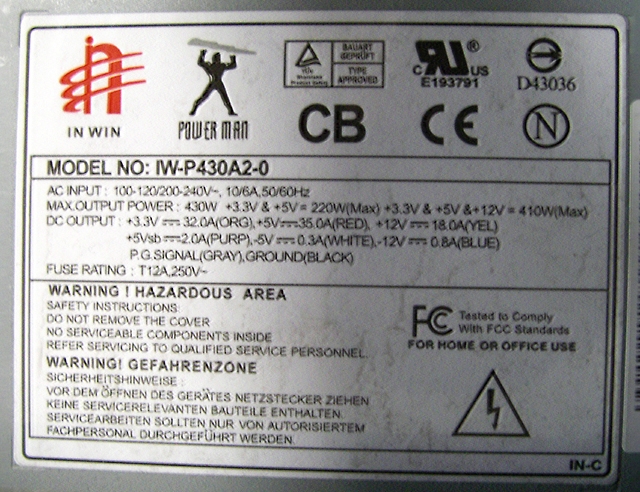 IN WIN
POWER MAN
TÜV
BAUART GEPRÜFT
TYPE APPROVED
C RU US ®
E193791
D43036
CB
CE
N
MODEL NO: IW-P430A2-0
AC INPUT : 100-120/200-240V~, 10/6A,50/60Hz
MAX.OUTPUT POWER : 430W +3.3V & +5V = 220W(Max) +3.3V & +5V &+12V = 410W(Max)
DC OUTPUT : +3.3V ⎓ 32.0A(ORG),+5V⎓35.0A(RED), +12V ⎓ 18.0A(YEL)
+5Vsb ⎓2.0A(PURP),-5V ⎓ 0.3A(WHITE),-12V ⎓ 0.8A(BLUE)
P.G.SIGNAL(GRAY),GROUND(BLACK)
FUSE RATING : T12A,250V~
WARNING ! HAZARDOUS AREA
SAFETY INSTRUCTIONS:
DO NOT REMOVE THE COVER
NO SERVICEABLE COMPONENTS INSIDE
REFER SERVICING TO QUALIFIED SERVICE PERSONNEL.
WARNING! GEFAHRENZONE
SICHERHEITSHINWEISE :
VOR DEM ÖFFNEN DES GERÄTES NETZSTECKER ZIEHEN
KEINE SERVICERELEVANTEN BAUTEILE ENTHALTEN.
SERVICEARBEITEN SOLLTEN NUR VON AUTORISIERTEM
FACHPERSONAL DURCHGEFÜHRT WERDEN.
FC Tested to Comply
With FCC Standards
FOR HOME OR OFFICE USE
IN-C